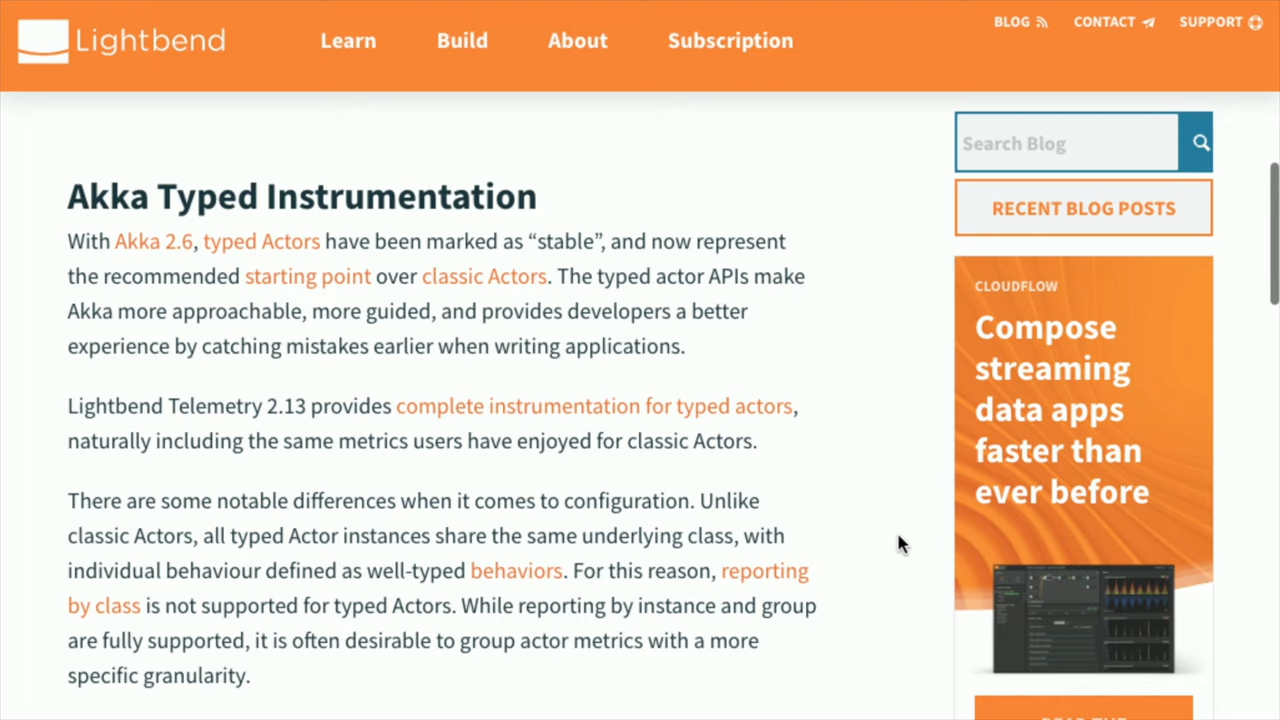 Lightbend
Learn
Build
About
Subscription
BLOG
CONTACT
SUPPORT
Akka Typed Instrumentation
With Akka 2.6, typed Actors have been marked as “stable”, and now represent
the recommended starting point over classic Actors. The typed actor APIs make
Akka more approachable, more guided, and provides developers a better
experience by catching mistakes earlier when writing applications.
Lightbend Telemetry 2.13 provides complete instrumentation for typed actors,
naturally including the same metrics users have enjoyed for classic Actors.
There are some notable differences when it comes to configuration. Unlike
classic Actors, all typed Actor instances share the same underlying class, with
individual behaviour defined as well-typed behaviors. For this reason, reporting
by class is not supported for typed Actors. While reporting by instance and group
are fully supported, it is often desirable to group actor metrics with a more
specific granularity.
Search Blog
RECENT BLOG POSTS
CLOUDFLOW
Compose
streaming
data apps
faster than
ever before